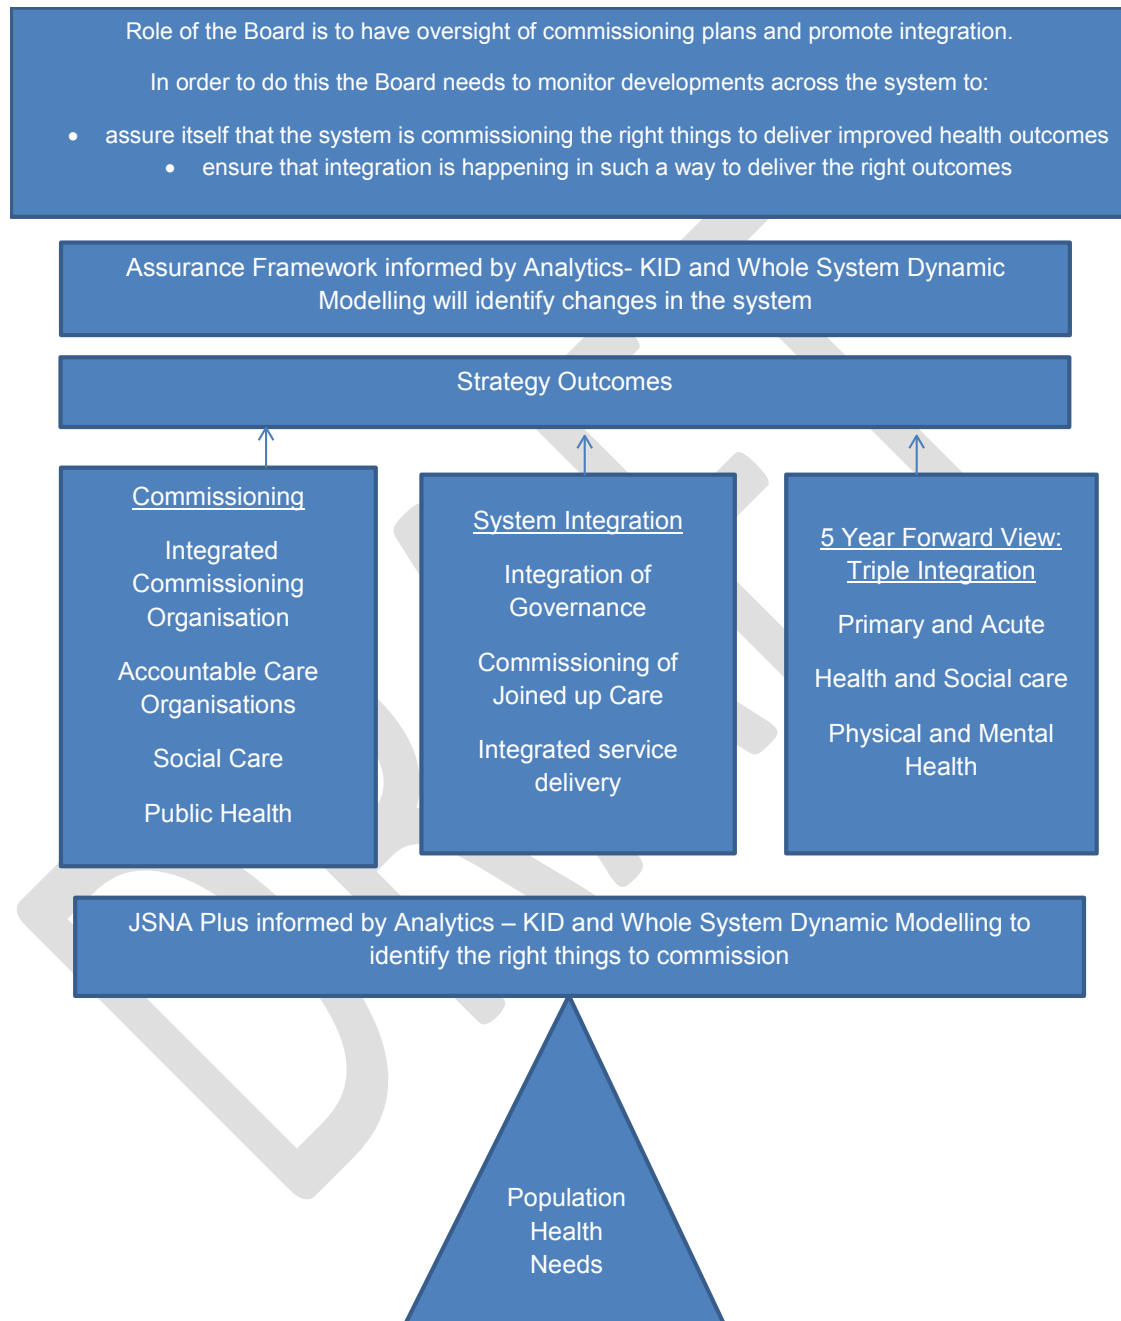 Role of the Board is to have oversight of commissioning plans and promote integration.
In order to do this the Board needs to monitor developments across the system to:
• assure itself that the system is commissioning the right things to deliver improved health outcomes
• ensure that integration is happening in such a way to deliver the right outcomes
Assurance Framework informed by Analytics- KID and Whole System Dynamic
Modelling will identify changes in the system
Strategy Outcomes
Commissioning
Integrated
Commissioning
Organisation
Accountable Care
Organisations
Social Care
Public Health
System Integration
Integration of
Governance
Commissioning of
Joined up Care
Integrated service
delivery
5 Year Forward View:
Triple Integration
Primary and Acute
Health and Social care
Physical and Mental
Health
JSNA Plus informed by Analytics – KID and Whole System Dynamic Modelling to
identify the right things to commission
Population
Health
Needs
DRAFT